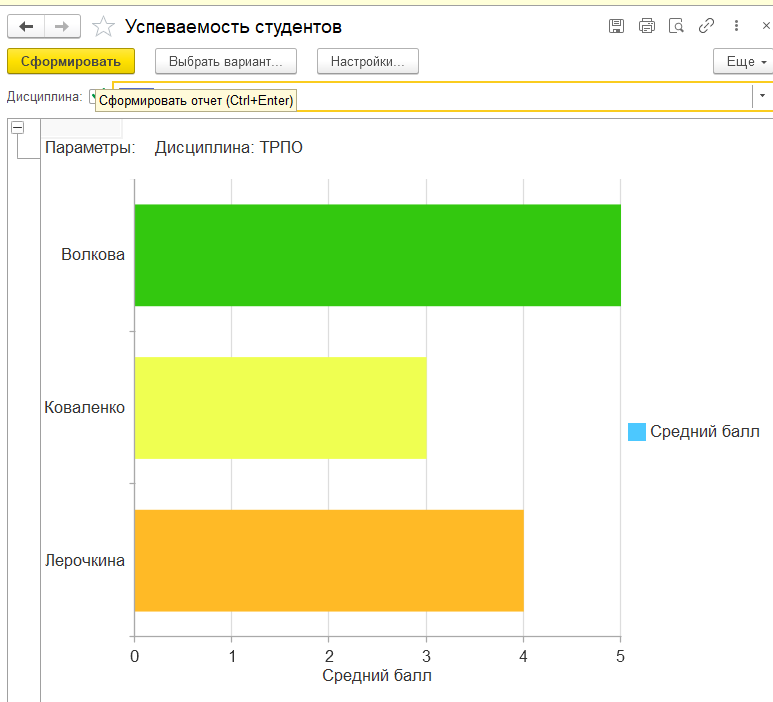 Успеваемость студентов
Сформировать Выбрать вариант... Настройки... Еще
Дисциплина:
Сформировать отчет (Ctrl+Enter)
Параметры: Дисциплина: ТРПО
Волкова
Коваленко
Средний балл
Лерочкина
0 1 2 3 4 5
Средний балл